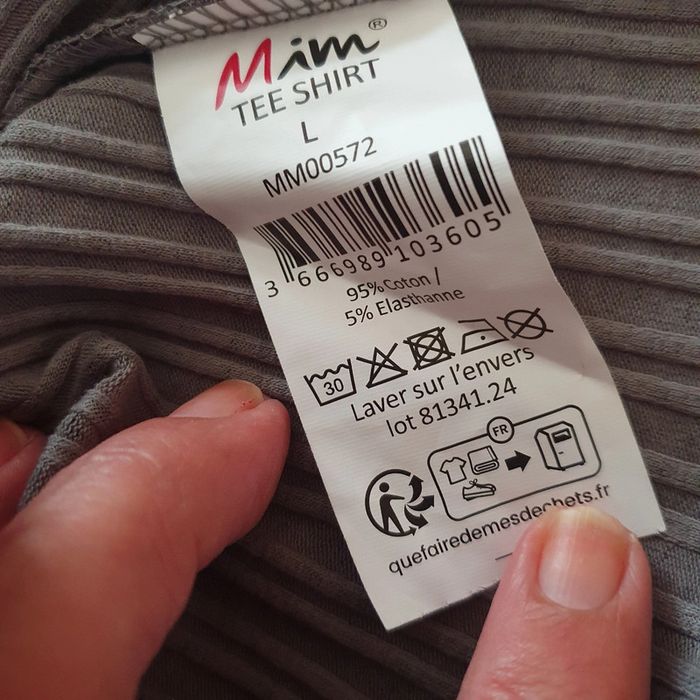 Mim®
TEE SHIRT
L
MM00572
3 666989 103605
95% Coton /
5% Elasthanne
30
Laver sur l'envers
lot 81341.24
FR
quefairedemesdechets.fr